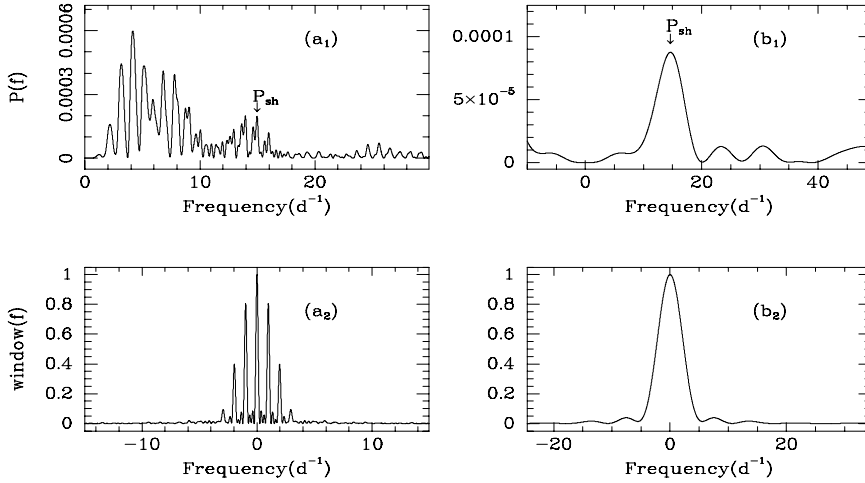 0.0006
0.0003
0
P(f)
(a₁)
P_sh
0 10 20
Frequency(d⁻¹)
0.0001
5×10⁻⁵
0
(b₁)
P_sh
0 20 40
Frequency(d⁻¹)
1
0.8
0.6
0.4
0.2
0
window(f)
(a₂)
−10 0 10
Frequency(d⁻¹)
1
0.8
0.6
0.4
0.2
0
(b₂)
−20 0 20
Frequency(d⁻¹)